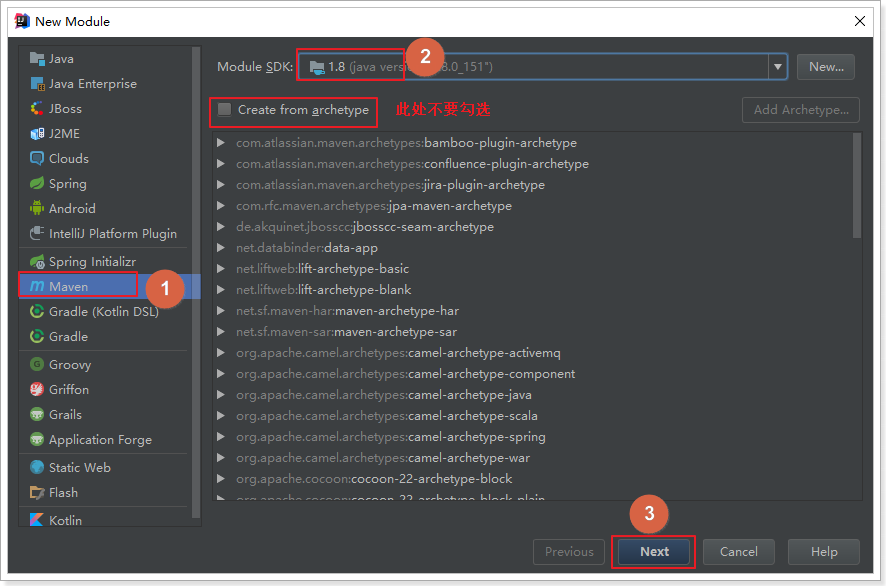 New Module
Java
Java Enterprise
JBoss
J2ME
Clouds
Spring
Android
IntelliJ Platform Plugin
Spring Initializr
Maven
1
Gradle (Kotlin DSL)
Gradle
Groovy
Griffon
Grails
Application Forge
Static Web
Flash
Kotlin
Module SDK:
1.8 (java vers
8.0_151")
2
New...
Create from archetype
此处不要勾选
Add Archetype...
com.atlassian.maven.archetypes:bamboo-plugin-archetype
com.atlassian.maven.archetypes:confluence-plugin-archetype
com.atlassian.maven.archetypes:jira-plugin-archetype
com.rfc.maven.archetypes:jpa-maven-archetype
de.akquinet.jbosscc:jbosscc-seam-archetype
net.databinder:data-app
net.liftweb:lift-archetype-basic
net.liftweb:lift-archetype-blank
net.sf.maven-har:maven-archetype-har
net.sf.maven-sar:maven-archetype-sar
org.apache.camel.archetypes:camel-archetype-activemq
org.apache.camel.archetypes:camel-archetype-component
org.apache.camel.archetypes:camel-archetype-java
org.apache.camel.archetypes:camel-archetype-scala
org.apache.camel.archetypes:camel-archetype-spring
org.apache.camel.archetypes:camel-archetype-war
org.apache.cocoon:cocoon-22-archetype-block
org.apache.cocoon:cocoon-22-archetype-block-plain
3
Previous
Next
Cancel
Help